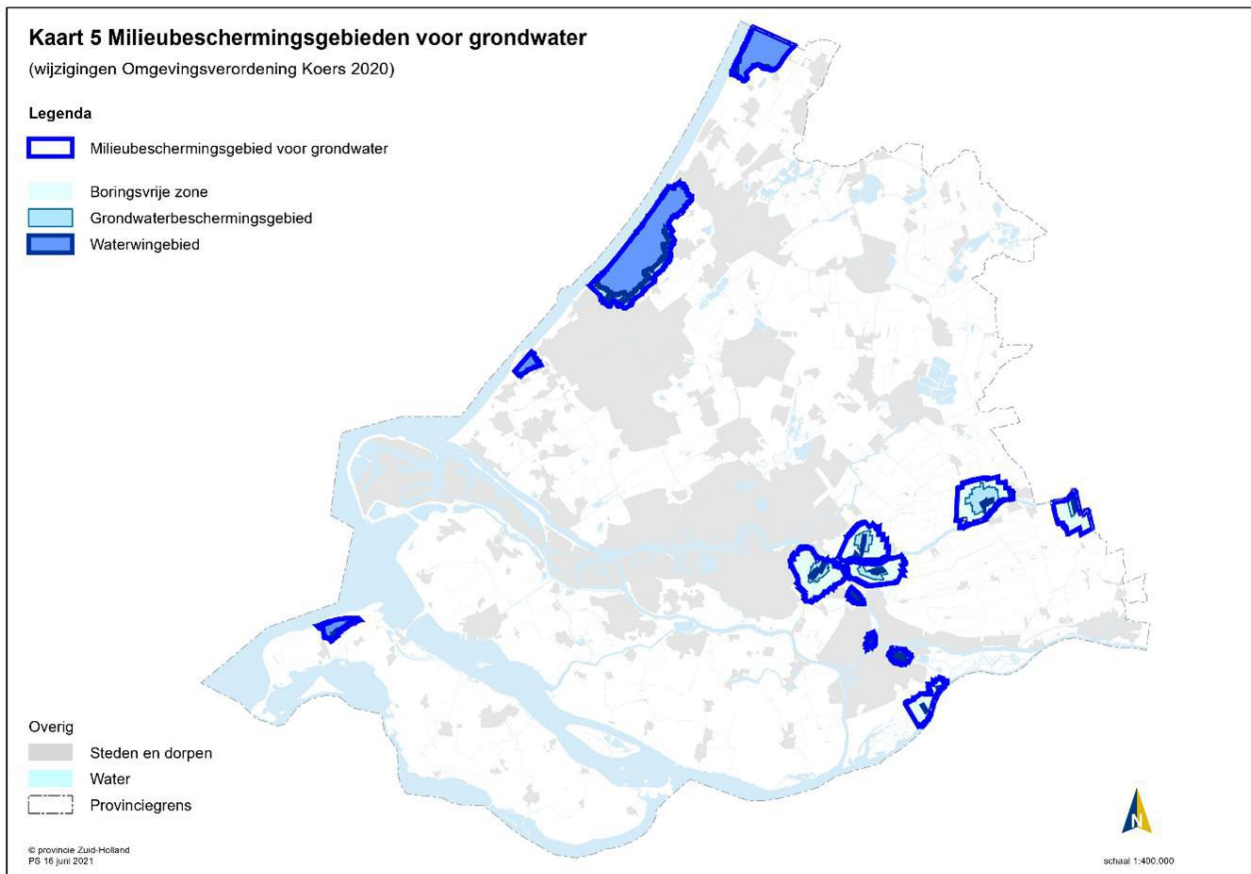 Kaart 5 Milieubeschermingsgebieden voor grondwater
(wijzigingen Omgevingsverordening Koers 2020)
Legenda
Milieubeschermingsgebied voor grondwater
Boringsvrije zone
Grondwaterbeschermingsgebied
Waterwingebied
Overig
Steden en dorpen
Water
Provinciegrens
© provincie Zuid-Holland
PS 16 juni 2021
N
schaal 1:400.000